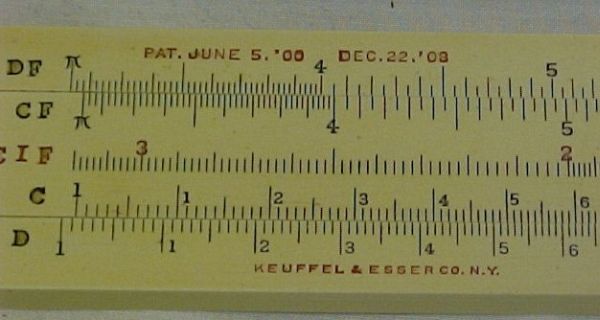 PAT. JUNE 5.'00 DEC.22.'08
DF π 4 5
CF π 4 5
CIF 3 2
C 1 1 2 3 4 5 6
D 1 1 2 3 4 5 6
KEUFFEL & ESSER CO. N.Y.